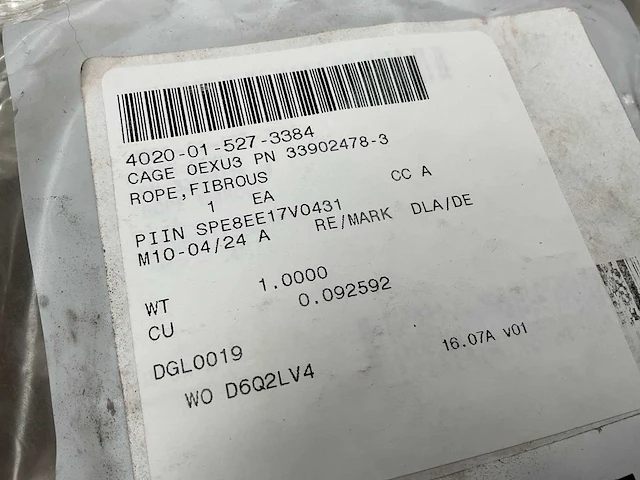 4020-01-527-3384
CAGE 0EXU3 PN 33902478-3
ROPE,FIBROUS
1 EA CC A
PIIN SPE8EE17V0431
M10-04/24 A RE/MARK DLA/DE
WT 1.0000
CU 0.092592
DGL0019
WO D6Q2LV4
16.07A V01